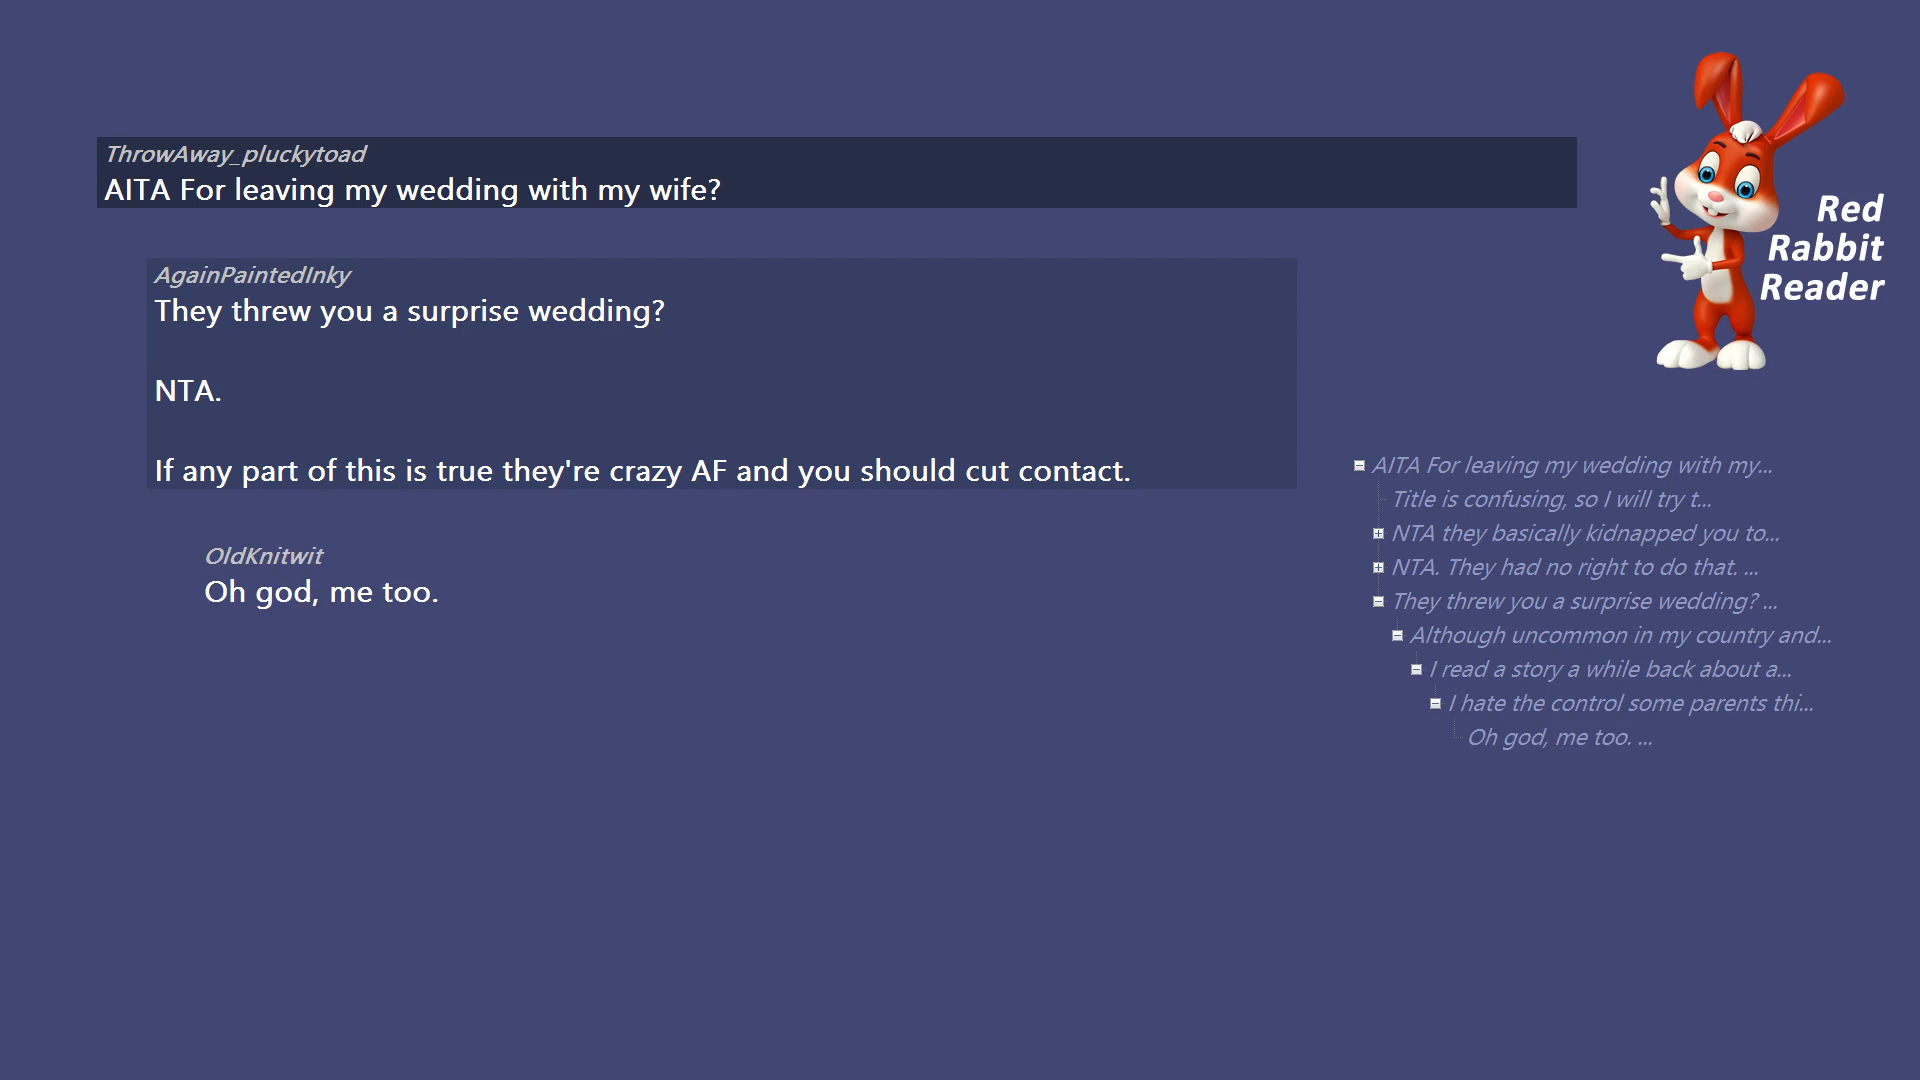 ThrowAway_pluckytoad
AITA For leaving my wedding with my wife?
AgainPaintedInky
They threw you a surprise wedding?
NTA.
If any part of this is true they're crazy AF and you should cut contact.
OldKnitwit
Oh god, me too.
Red
Rabbit
Reader
AITA For leaving my wedding with my...
Title is confusing, so I will try t...
NTA they basically kidnapped you to...
NTA. They had no right to do that. ...
They threw you a surprise wedding? ...
Although uncommon in my country and...
I read a story a while back about a...
I hate the control some parents thi...
Oh god, me too. ...